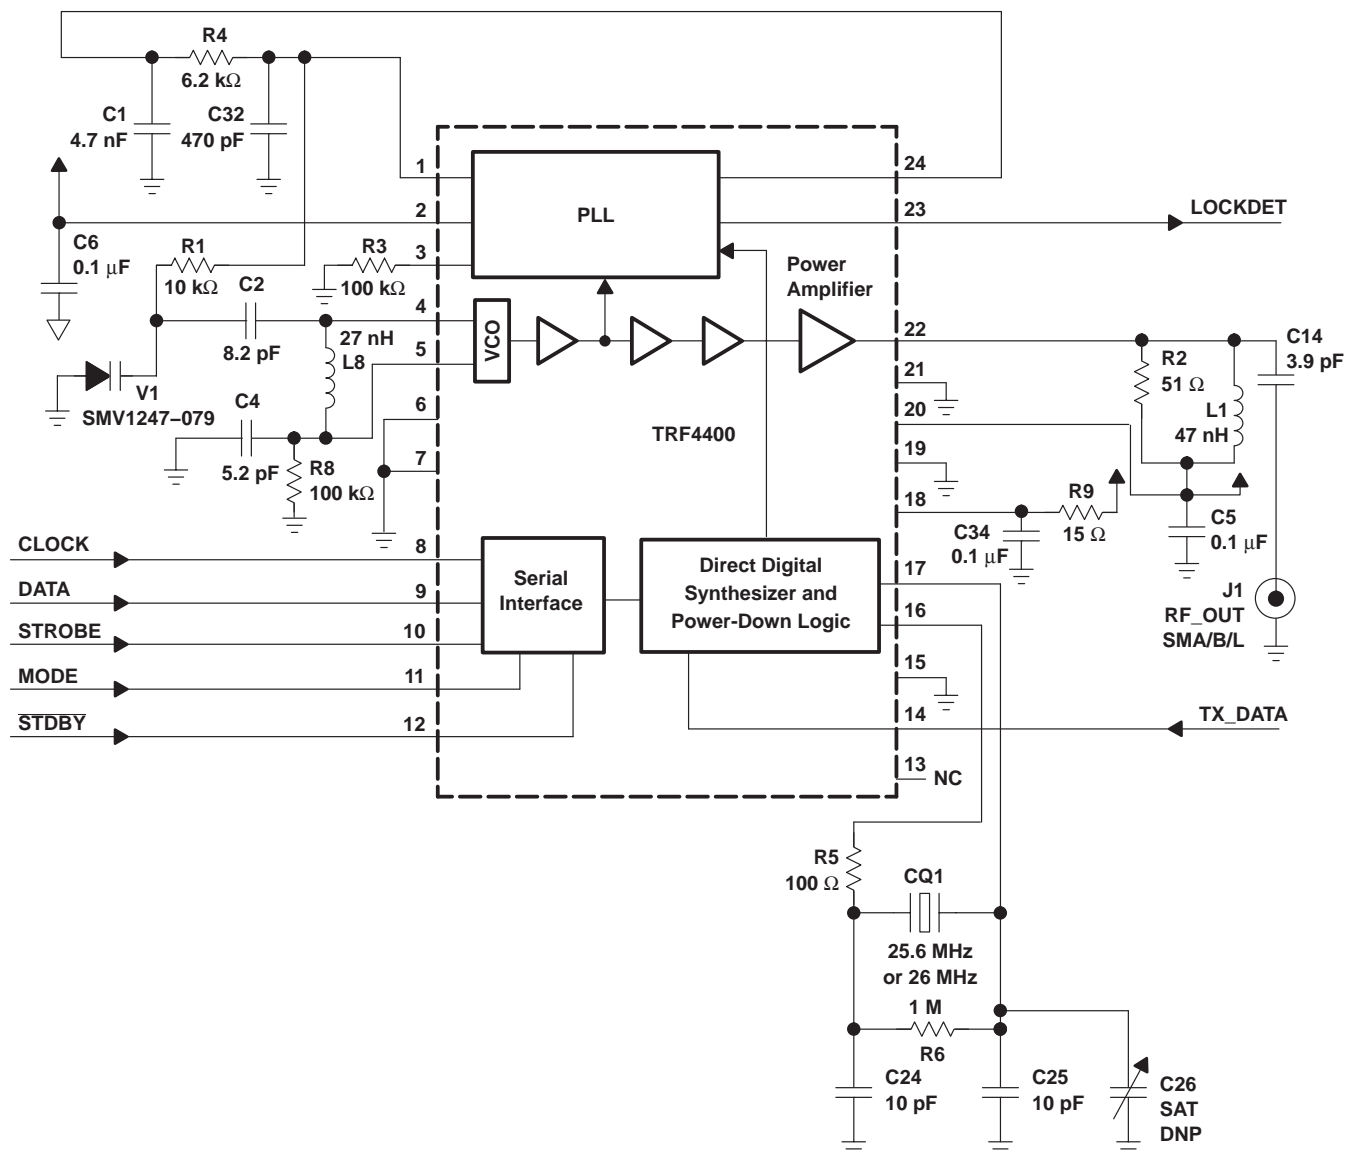 R4
6.2 kΩ
C1
4.7 nF
C32
470 pF
1
24
2
PLL
23
LOCKDET
C6
0.1 μF
R1
10 kΩ
R3
100 kΩ
3
Power
Amplifier
C2
8.2 pF
4
27 nH
L8
5
VCO
22
C14
3.9 pF
R2
51 Ω
21
V1
SMV1247–079
C4
5.2 pF
6
20
L1
47 nH
TRF4400
R8
100 kΩ
7
19
18
R9
15 Ω
C34
0.1 μF
C5
0.1 μF
CLOCK
8
Serial
Interface
Direct Digital
Synthesizer and
Power-Down Logic
17
DATA
9
16
J1
RF_OUT
SMA/B/L
STROBE
10
15
MODE
11
14
TX_DATA
STDBY
12
13
NC
R5
100 Ω
CQ1
25.6 MHz
or 26 MHz
1 M
R6
C24
10 pF
C25
10 pF
C26
SAT
DNP